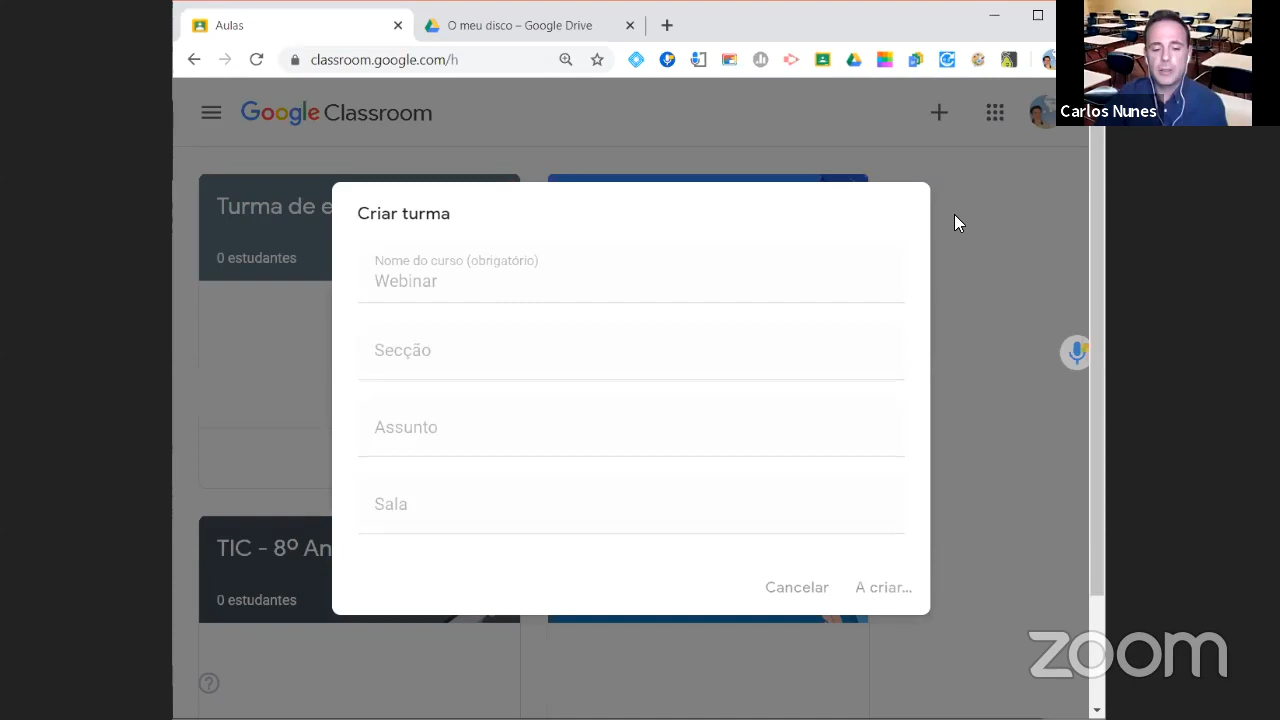 Aulas
O meu disco – Google Drive
classroom.google.com/h
Carlos Nunes
Google Classroom
Turma de e
0 estudantes
Criar turma
Nome do curso (obrigatório)
Webinar
Secção
Assunto
Sala
Cancelar
A criar...
TIC - 8º An
0 estudantes
zoom